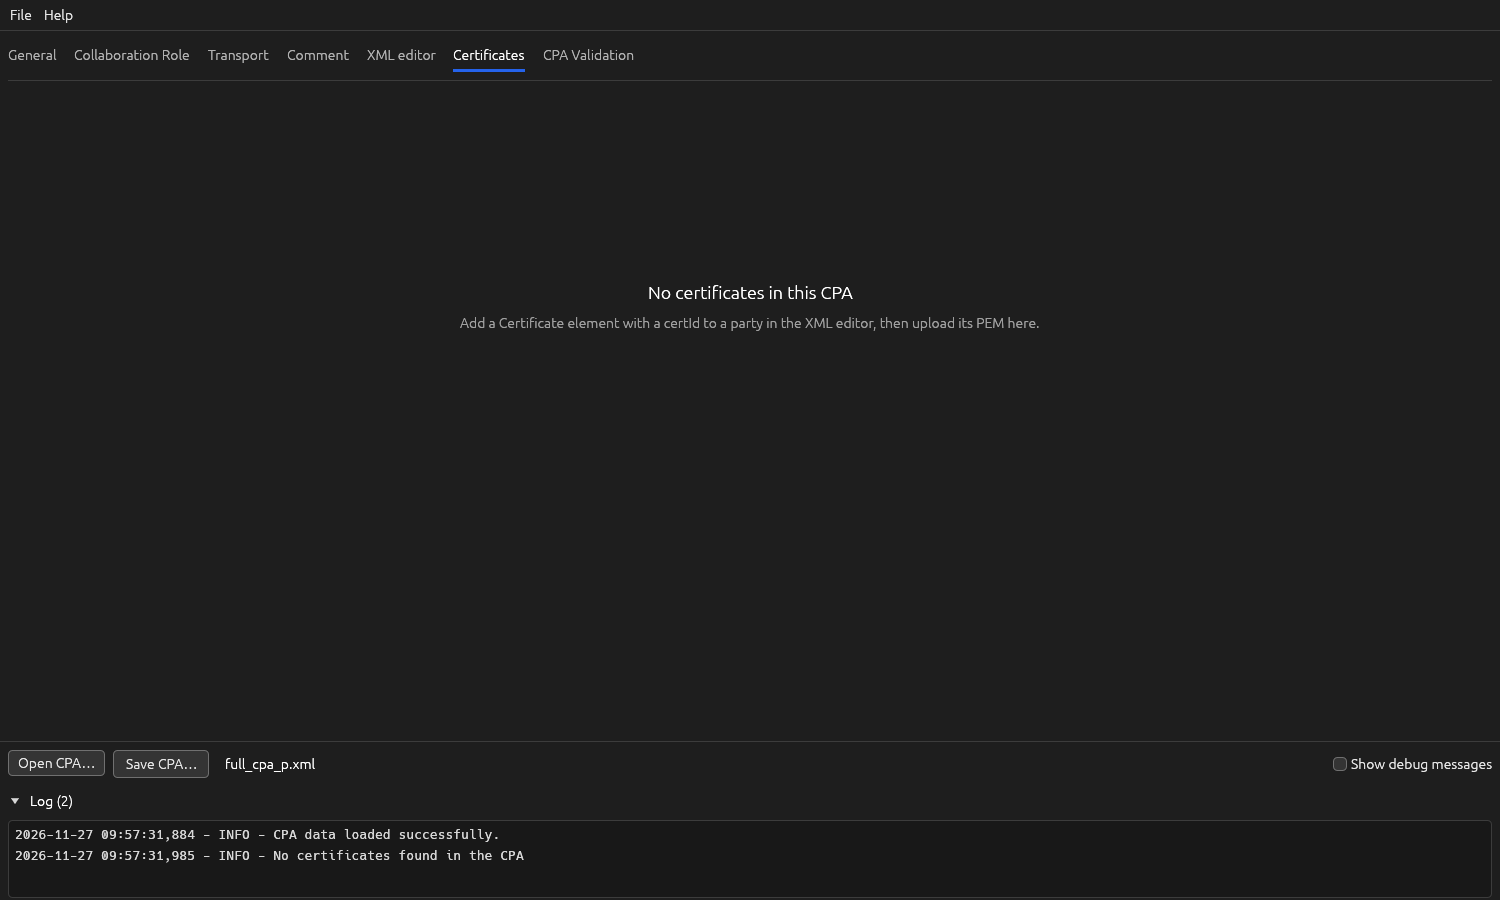 File Help
General Collaboration Role Transport Comment XML editor Certificates CPA Validation
No certificates in this CPA
Add a Certificate element with a certId to a party in the XML editor, then upload its PEM here.
Open CPA... Save CPA... full_cpa_p.xml Show debug messages
Log (2)
2026-11-27 09:57:31,884 - INFO - CPA data loaded successfully.
2026-11-27 09:57:31,985 - INFO - No certificates found in the CPA